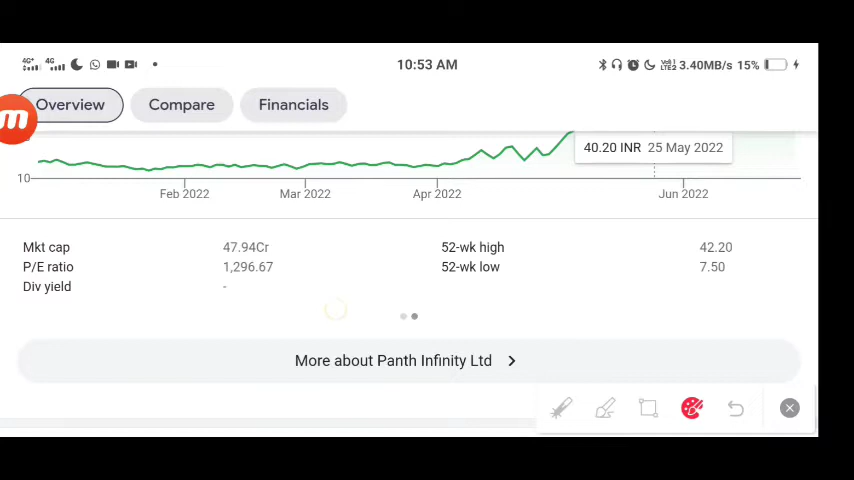 4G+ 4G 10:53 AM Vo)) LTE2 3.40MB/s 15%
m
Overview Compare Financials
40.20 INR 25 May 2022
10
Feb 2022 Mar 2022 Apr 2022 Jun 2022
Mkt cap 47.94Cr 52-wk high 42.20
P/E ratio 1,296.67 52-wk low 7.50
Div yield -
More about Panth Infinity Ltd